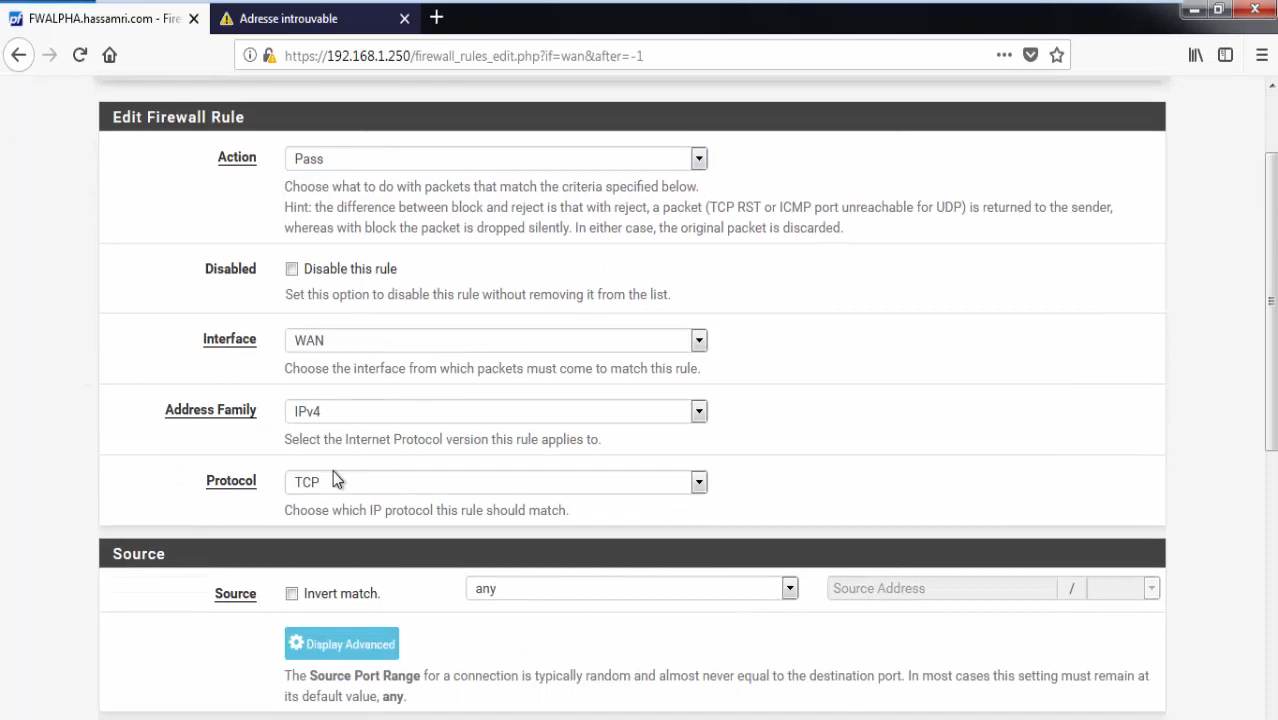 FWALPHA.hassamri.com - Fire
Adresse introuvable
https://192.168.1.250/firewall_rules_edit.php?if=wan&after=-1
Edit Firewall Rule
Action
Pass
Choose what to do with packets that match the criteria specified below.
Hint: the difference between block and reject is that with reject, a packet (TCP RST or ICMP port unreachable for UDP) is returned to the sender,
whereas with block the packet is dropped silently. In either case, the original packet is discarded.
Disabled
Disable this rule
Set this option to disable this rule without removing it from the list.
Interface
WAN
Choose the interface from which packets must come to match this rule.
Address Family
IPv4
Select the Internet Protocol version this rule applies to.
Protocol
TCP
Choose which IP protocol this rule should match.
Source
Source
Invert match.
any
Source Address
/
Display Advanced
The Source Port Range for a connection is typically random and almost never equal to the destination port. In most cases this setting must remain at
its default value, any.